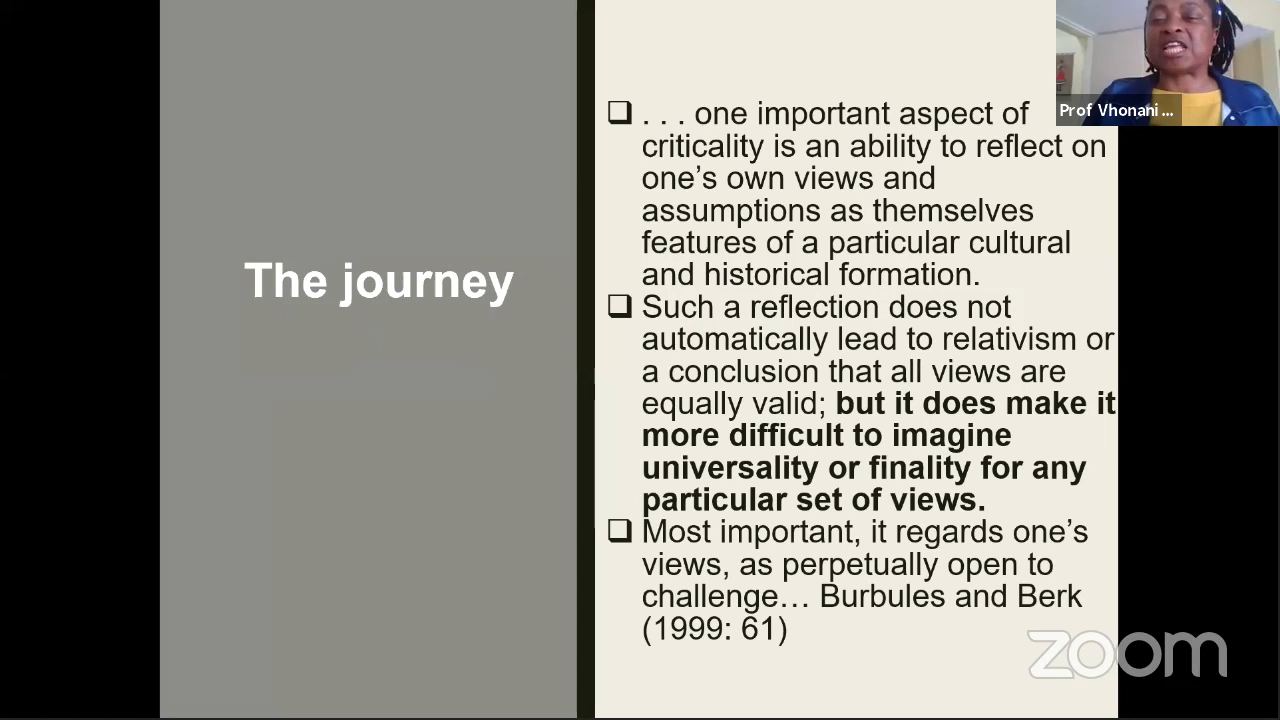 The journey
❑ . . . one important aspect of
criticality is an ability to reflect on
one’s own views and
assumptions as themselves
features of a particular cultural
and historical formation.
❑ Such a reflection does not
automatically lead to relativism or
a conclusion that all views are
equally valid; but it does make it
more difficult to imagine
universality or finality for any
particular set of views.
❑ Most important, it regards one’s
views, as perpetually open to
challenge… Burbules and Berk
(1999: 61)
Prof Vhonani ...
zoom